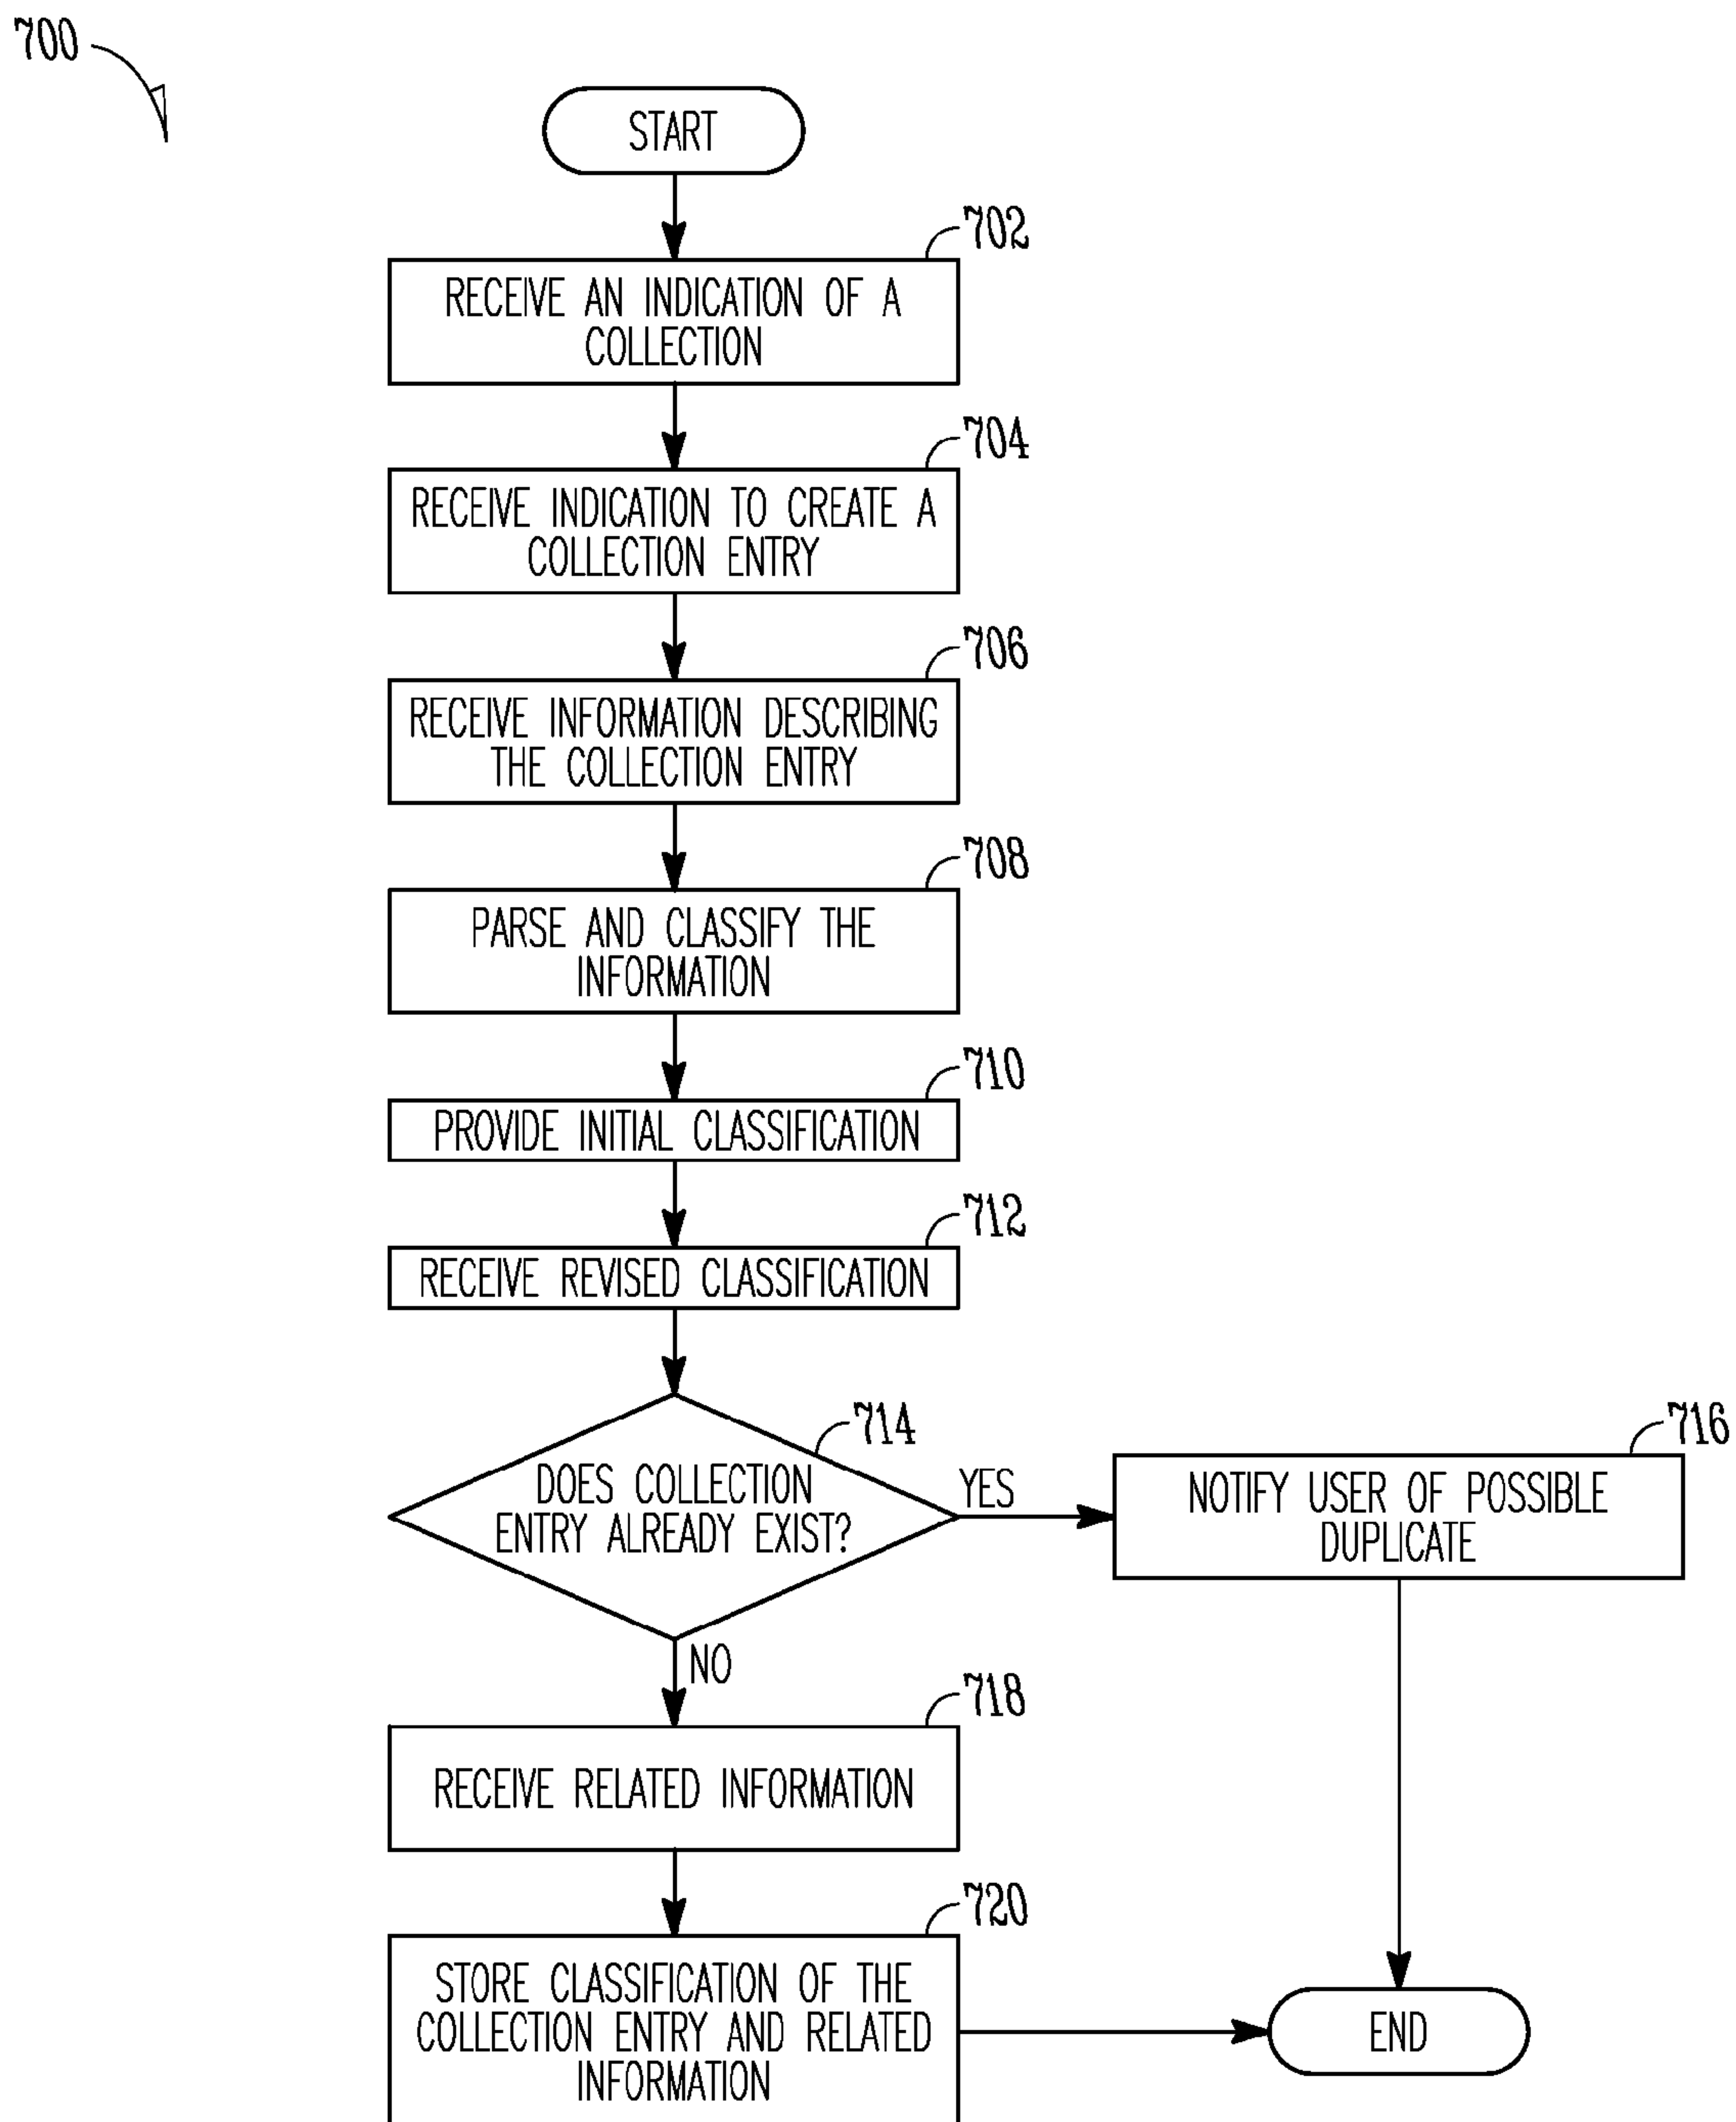 700
START
702
RECEIVE AN INDICATION OF A
COLLECTION
704
RECEIVE INDICATION TO CREATE A
COLLECTION ENTRY
706
RECEIVE INFORMATION DESCRIBING
THE COLLECTION ENTRY
708
PARSE AND CLASSIFY THE
INFORMATION
710
PROVIDE INITIAL CLASSIFICATION
712
RECEIVE REVISED CLASSIFICATION
714
DOES COLLECTION
ENTRY ALREADY EXIST?
YES
716
NOTIFY USER OF POSSIBLE
DUPLICATE
NO
718
RECEIVE RELATED INFORMATION
720
STORE CLASSIFICATION OF THE
COLLECTION ENTRY AND RELATED
INFORMATION
END